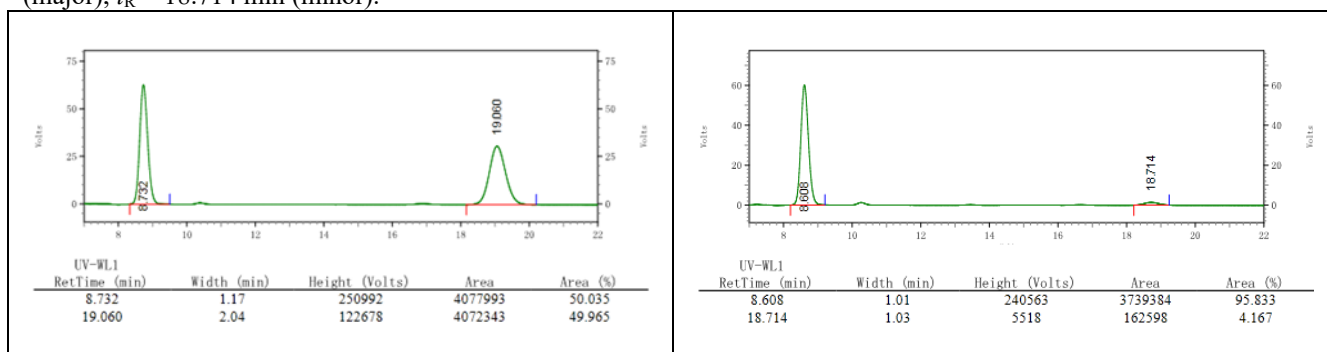 (major), tR = 18.714 min (minor).
75
50
25
0
Volts
8.732
19.060
75
50
25
0
Volts
8 10 12 14 16 18 20 22
UV-WL1
RetTime (min) Width (min) Height (Volts) Area Area (%)
8.732 1.17 250992 4077993 50.035
19.060 2.04 122678 4072343 49.965
60
40
20
0
Volts
8.608
18.714
60
40
20
0
Volts
8 10 12 14 16 18 20 22
UV-WL1
RetTime (min) Width (min) Height (Volts) Area Area (%)
8.608 1.01 240563 3739384 95.833
18.714 1.03 5518 162598 4.167